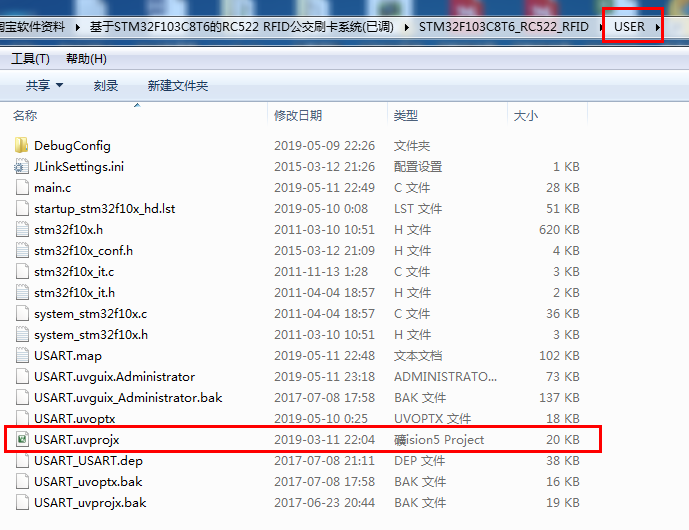 淘宝软件资料 ▸ 基于STM32F103C8T6的RC522 RFID公交刷卡系统(已调) ▸ STM32F103C8T6_RC522_RFID ▸ USER ▸
工具(T) 帮助(H)
共享 刻录 新建文件夹
名称 修改日期 类型 大小
DebugConfig 2019-05-09 22:26 文件夹
JLinkSettings.ini 2015-03-12 21:26 配置设置 1 KB
main.c 2019-05-11 22:49 C 文件 28 KB
startup_stm32f10x_hd.lst 2019-05-10 0:08 LST 文件 51 KB
stm32f10x.h 2011-03-10 10:51 H 文件 620 KB
stm32f10x_conf.h 2015-03-12 21:09 H 文件 4 KB
stm32f10x_it.c 2011-11-13 1:28 C 文件 3 KB
stm32f10x_it.h 2011-04-04 18:57 H 文件 2 KB
system_stm32f10x.c 2011-04-04 18:57 C 文件 36 KB
system_stm32f10x.h 2011-03-10 10:51 H 文件 3 KB
USART.map 2019-05-11 22:48 文本文档 102 KB
USART.uvguix.Administrator 2019-05-11 23:18 ADMINISTRATO... 73 KB
USART.uvguix_Administrator.bak 2017-07-08 17:58 BAK 文件 137 KB
USART.uvoptx 2019-05-10 0:25 UVOPTX 文件 18 KB
USART.uvprojx 2019-03-11 22:04 礦ision5 Project 20 KB
USART_USART.dep 2017-07-08 21:11 DEP 文件 38 KB
USART_uvoptx.bak 2017-07-08 17:58 BAK 文件 16 KB
USART_uvprojx.bak 2017-06-23 20:44 BAK 文件 19 KB